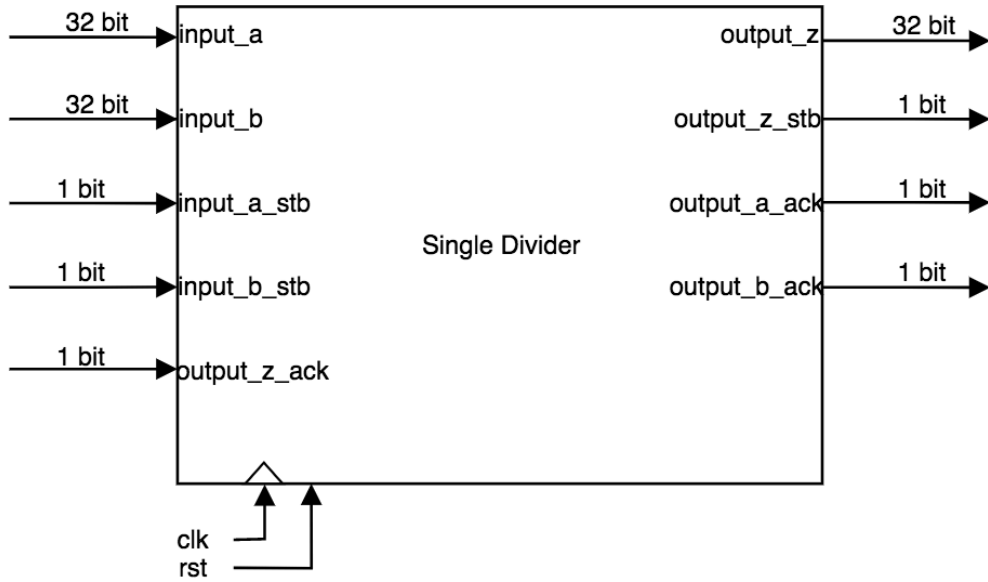 32 bit
input_a
output_z
32 bit
32 bit
input_b
output_z_stb
1 bit
1 bit
input_a_stb
output_a_ack
1 bit
Single Divider
1 bit
input_b_stb
output_b_ack
1 bit
1 bit
output_z_ack
clk
rst